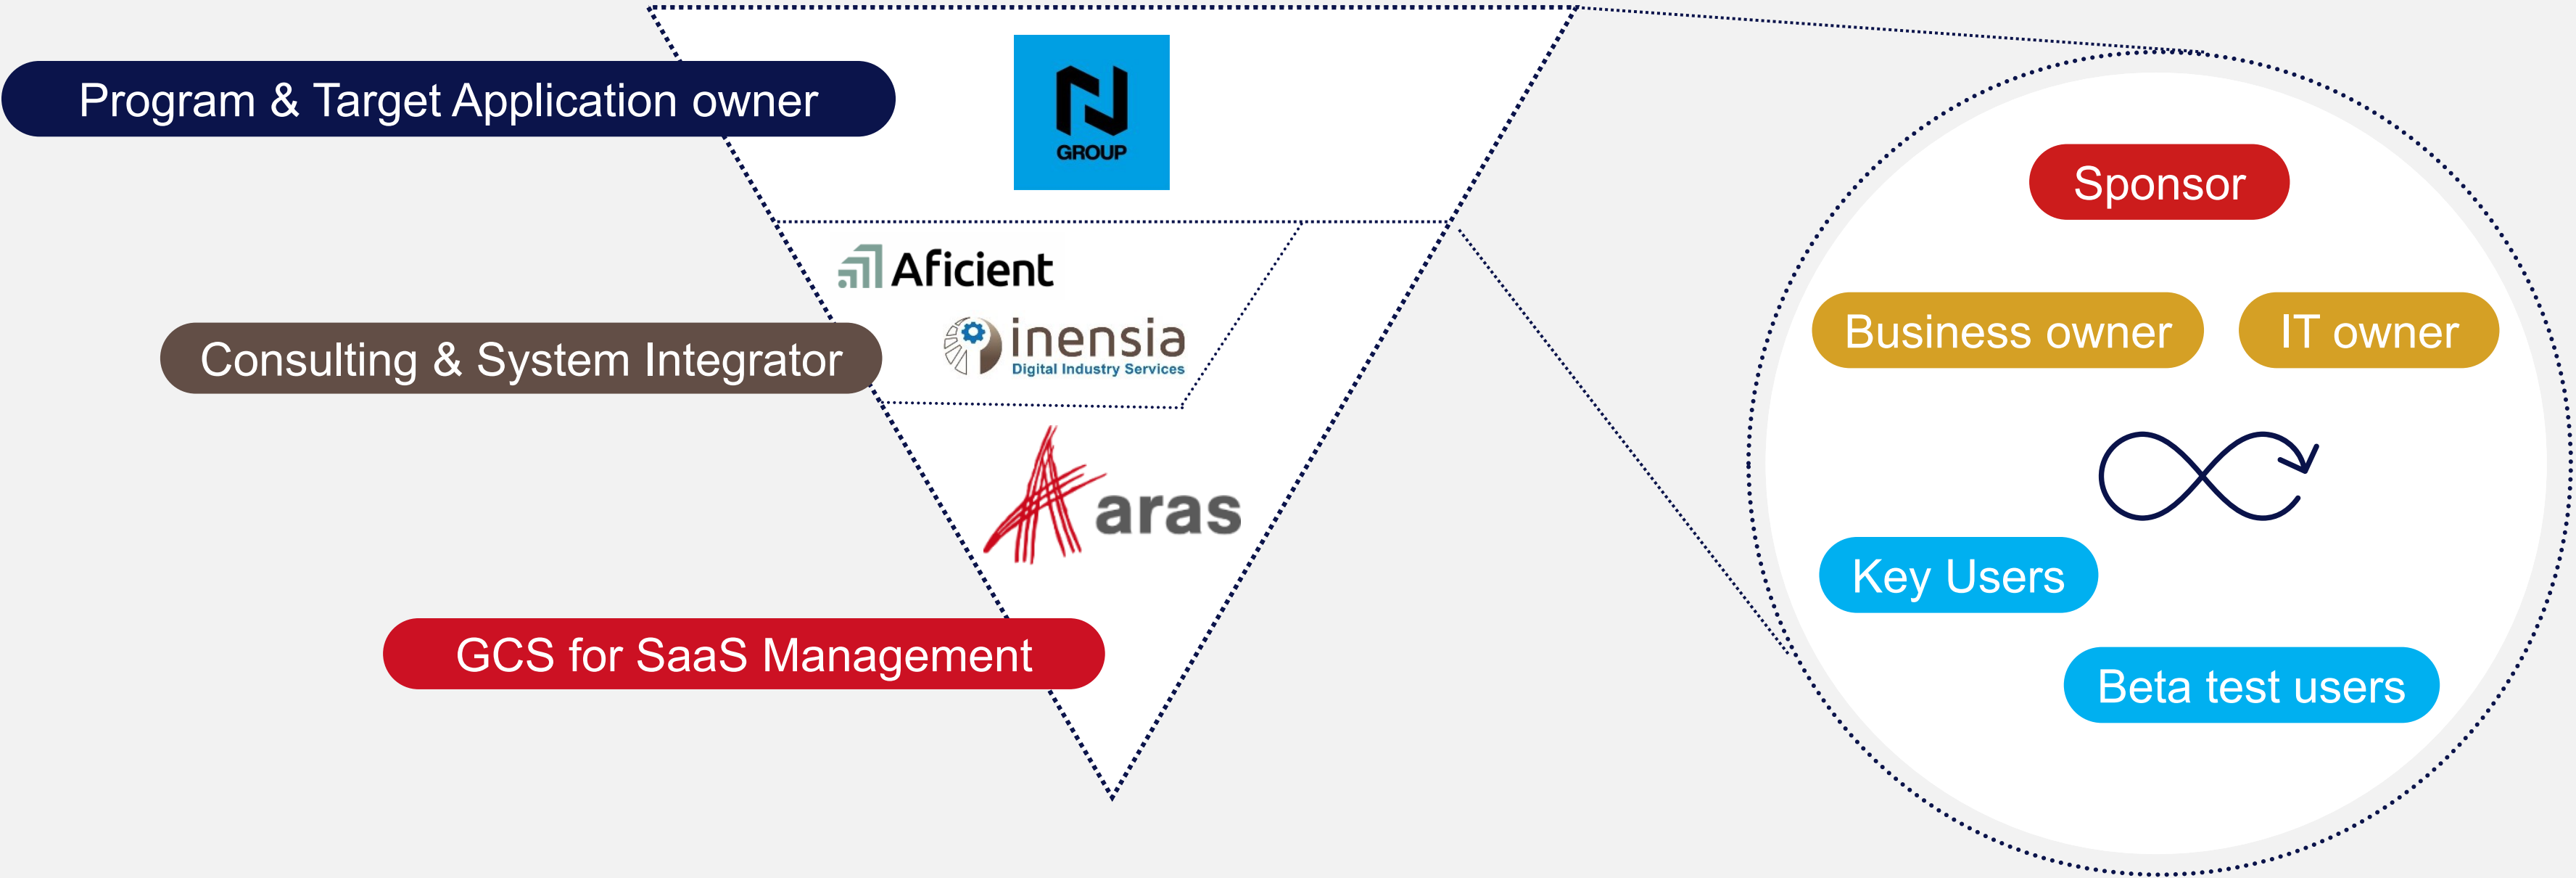 Program & Target Application owner
GROUP
Aficient
Consulting & System Integrator
inensia
Digital Industry Services
aras
GCS for SaaS Management
Sponsor
Business owner
IT owner
Key Users
Beta test users